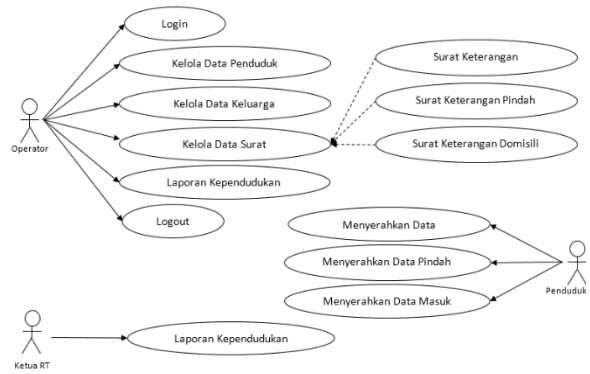 Login
Kelola Data Penduduk
Surat Keterangan
Kelola Data Keluarga
Surat Keterangan Pindah
Operator
Kelola Data Surat
Surat Keterangan Domisili
Laporan Kependudukan
Logout
Menyerahkan Data
Menyerahkan Data Pindah
Penduduk
Menyerahkan Data Masuk
Laporan Kependudukan
Ketua RT